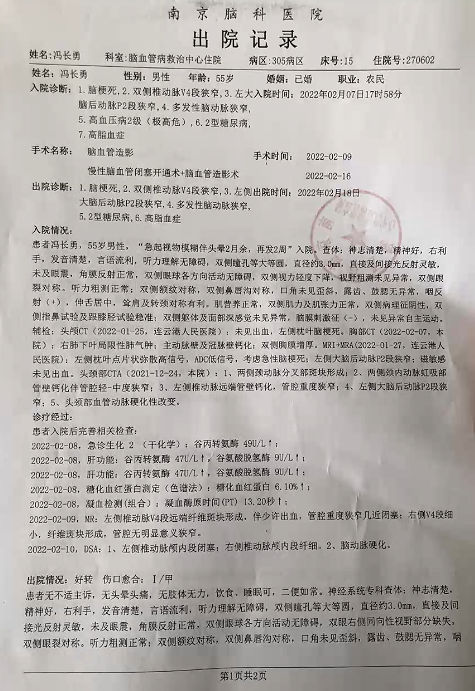 南京脑科医院
出院记录
姓名:冯长勇 科室:脑血管病救治中心住院 病区:305病区 床号:15 住院号:270602
姓名:冯长勇 性别:男性 年龄:55岁 婚姻:已婚 职业:农民
入院诊断:1.脑梗死,2.双侧椎动脉V4段狭窄,3.左大入院时间:2022年02月07日17时58分
脑后动脉P2段狭窄,4.多发性脑动脉狭窄,
5.高血压病2级(极高危),6.2型糖尿病,
7.高脂血症
手术名称: 脑血管造影 手术时间: 2022-02-09
慢性脑血管闭塞开通术+脑血管造影术 2022-02-16
出院诊断:1.脑梗死,2.双侧椎动脉V4段狭窄,3.左侧出院时间:2022年02月18日
大脑后动脉P2段狭窄,4.多发性脑动脉狭窄,
5.2型糖尿病,6.高脂血症
入院情况:
患者冯长勇,55岁男性,“急起视物模糊伴头晕2月余,再发2周”入院。查体:神志清楚,精神好,右利
手,发音清楚,言语流利,听力理解无障碍,双侧瞳孔等大等圆,直径约3.0mm,直接及间接光反灵敏,
未及眼震,角膜反射正常,双侧眼球各方向活动无障碍,双侧视力轻度下降,视野粗测未见异常,双侧眼裂
对称。听力粗测正常;双侧额纹对称,双侧鼻唇沟对称,口角未见歪斜,露齿、鼓腮无异常,咽反
射(+),伸舌居中,耸肩及转颈对称有利。肌营养正常,双侧肌力及肌张力正常,双侧病理征阴性,双
侧指鼻试验及跟膝胫试验稳准;双侧躯体及面部深感觉未见异常,脑膜刺激征(-),未见异常自主运动。
辅检:头颅CT(2022-01-25,连云港人民医院):未见出血,左侧枕叶脑梗死。胸部CT(2022-02-07,本
院):右肺下叶局限性肺气肿;主动脉壁及冠脉壁钙化;双侧胸膜增厚。MRI+MRA(2022-01-27,连云港人
民医院):左侧枕叶点片状弥散高信号,ADC低信号,考虑急性脑梗死;左侧大脑后动脉P2段狭窄;磁敏感
未见出血。头颈部CTA(2021-12-24,本院):1、两侧颈动脉分叉部斑块形成;2、两侧颈内动脉虹吸部
管壁钙化伴管腔轻-中度狭窄;3、左侧椎动脉远端管壁钙化,管腔重度狭窄;4、左侧大脑后动脉P2段狭
窄;5、头颈部血管动脉硬化性改变。
诊疗经过:
患者入院后完善相关检查:
2022-02-08,急诊生化 2 (干化学):谷丙转氨酶 49U/L↑;
2022-02-08,肝功能:谷丙转氨酶 47U/L↑,谷氨酸脱氢酶 9U/L↑;
2022-02-08,肝功能:谷丙转氨酶 47U/L↑,谷氨酸脱氢酶 9U/L↑;
2022-02-08,糖化血红蛋白测定(色谱法):糖化血红蛋白 6.10%↑;
2022-02-08,凝血检测(组合):凝血酶原时间(PT) 13.20秒↑;
2022-02-09,MR:左侧椎动脉V4段远端纤维斑块形成,伴少许出血,管腔重度狭窄几近闭塞;右侧V4段细
小,纤维斑块形成,管腔无明显意义狭窄。
2022-02-10,DSA:1、左侧椎动脉颅内段闭塞;右侧椎动脉颅内段纤细。2、脑动脉硬化。
出院情况:好转 伤口愈合:Ⅰ/甲
患者无不适主诉,无头晕头痛,无肢体无力,饮食,睡眠可,二便如常。神经系统专科查体:神志清楚,
精神好,右利手,发音清楚,言语流利,听力理解无障碍,双侧瞳孔等大等圆,直径约3.0mm,直接及间
接光反射灵敏,未及眼震,角膜反射正常,双侧眼球各方向活动无障碍,双眼右侧同向性视野部分缺失,
双侧眼裂对称。听力粗测正常;双侧额纹对称,双侧鼻唇沟对称,口角未见歪斜,露齿、鼓腮无异常,咽
第1页共2页